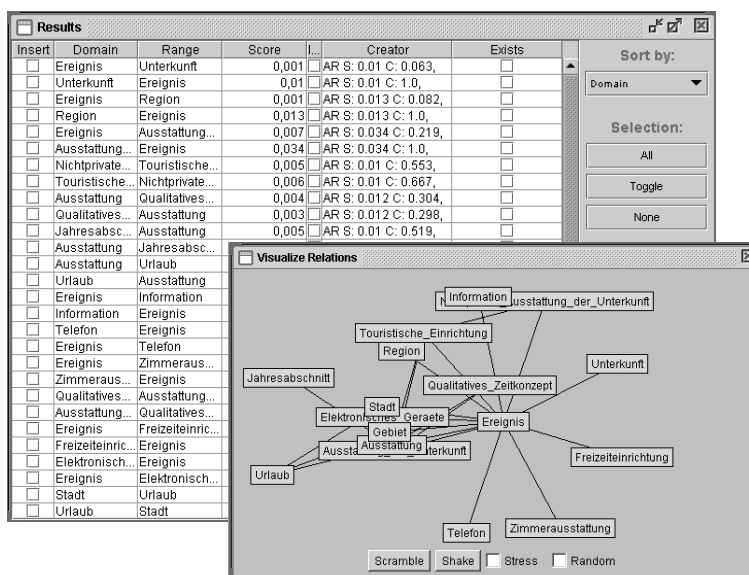 Results
Insert Domain Range Score I... Creator Exists
Ereignis Unterkunft 0,001 AR S: 0.01 C: 0.063,
Unterkunft Ereignis 0,01 AR S: 0.01 C: 1.0,
Ereignis Region 0,001 AR S: 0.013 C: 0.082,
Region Ereignis 0,013 AR S: 0.013 C: 1.0,
Ereignis Ausstattung... 0,007 AR S: 0.034 C: 0.219,
Ausstattung... Ereignis 0,034 AR S: 0.034 C: 1.0,
Nichtprivate... Touristische... 0,005 AR S: 0.01 C: 0.553,
Touristische... Nichtprivate... 0,006 AR S: 0.01 C: 0.667,
Ausstattung Qualitatives... 0,004 AR S: 0.012 C: 0.304,
Qualitatives... Ausstattung 0,003 AR S: 0.012 C: 0.298,
Jahresabsc... Ausstattung 0,005 AR S: 0.01 C: 0.519,
Ausstattung Jahresabsc...
Ausstattung Urlaub
Urlaub Ausstattung
Ereignis Information
Information Ereignis
Telefon Ereignis
Ereignis Telefon
Ereignis Zimmeraus...
Zimmeraus... Ereignis
Qualitatives... Ausstattung...
Ausstattung... Qualitatives...
Ereignis Freizeiteinric...
Freizeiteinric... Ereignis
Elektronisch... Ereignis
Ereignis Elektronisch...
Stadt Urlaub
Urlaub Stadt
Sort by:
Domain
Selection:
All
Toggle
None
Visualize Relations
Information
usstattung_der_Unterkunft
Touristische_Einrichtung
Region
Unterkunft
Jahresabschnitt
Qualitatives_Zeitkonzept
Stadt
Elektronisches_Geraete
Ereignis
Gebiet
Ausstattung
Freizeiteinrichtung
Urlaub
Telefon
Zimmerausstattung
Scramble Shake Stress Random